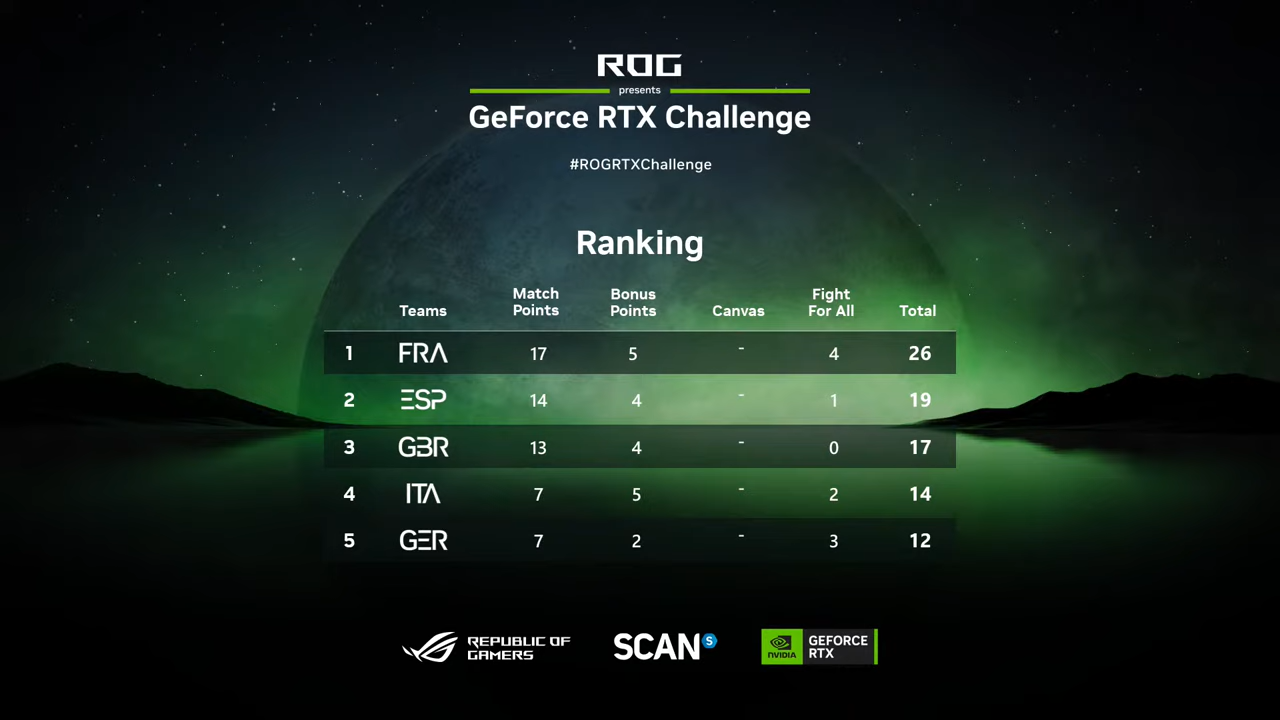 ROG
presents
GeForce RTX Challenge
#ROGRTXChallenge
Ranking
Teams Match Points Bonus Points Canvas Fight For All Total
1 FRA 17 5 - 4 26
2 ESP 14 4 - 1 19
3 GBR 13 4 - 0 17
4 ITA 7 5 - 2 14
5 GER 7 2 - 3 12
REPUBLIC OF
GAMERS
SCAN S
NVIDIA
GEFORCE
RTX